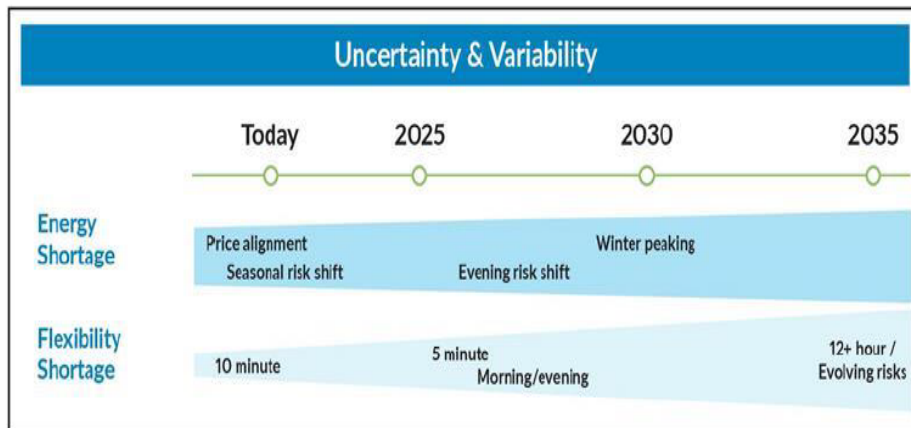 Uncertainty & Variability
Today 2025 2030 2035
Energy
Shortage
Price alignment
Seasonal risk shift
Evening risk shift
Winter peaking
Flexibility
Shortage
10 minute
5 minute
Morning/evening
12+ hour /
Evolving risks